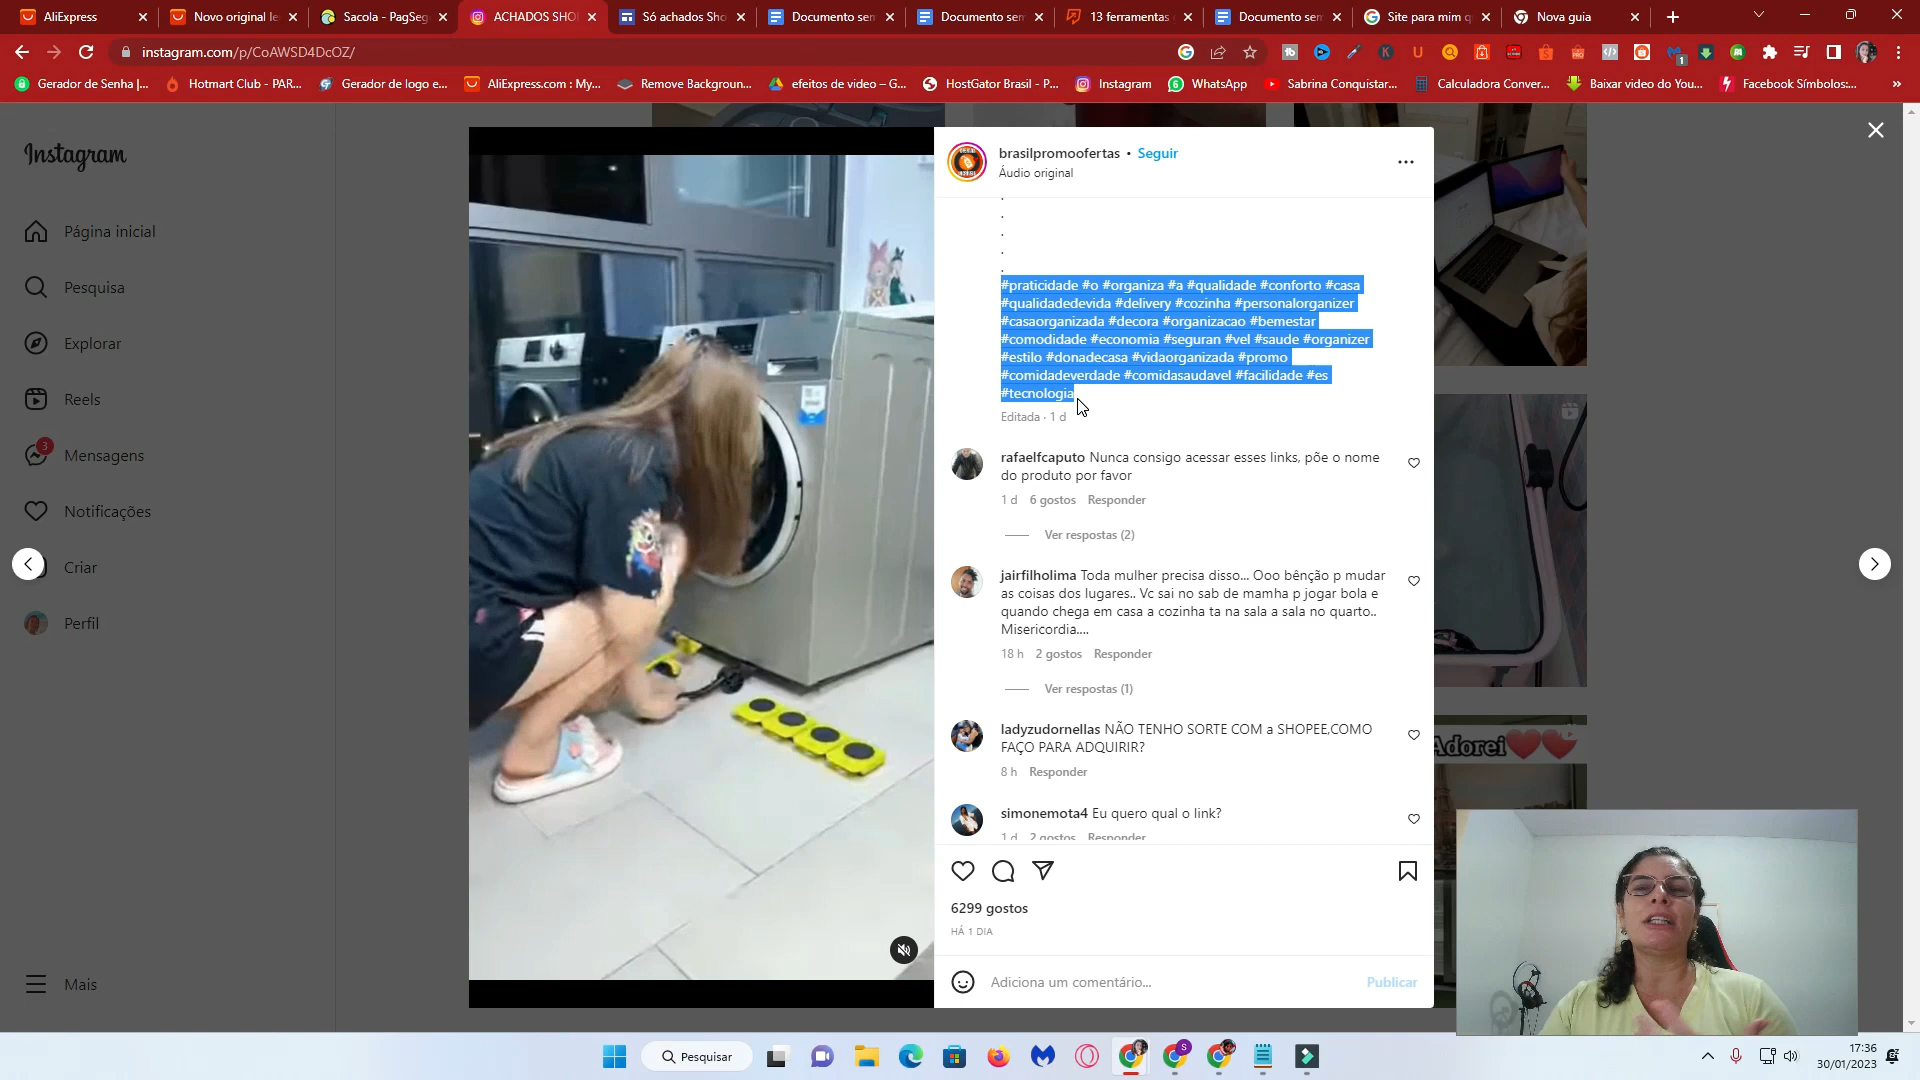 AliExpress
Novo original le
Sacola - PagSeg
ACHADOS SHO
Só achados Sho
Documento sem
Documento sem
13 ferramentas
Documento sem
Site para mim q
Nova guia
instagram.com/p/CoAWSD4DcOZ/
Gerador de Senha |...
Hotmart Club - PAR...
Gerador de logo e...
AliExpress.com : My...
Remove Backgroun...
efeitos de video – G...
HostGator Brasil - P...
Instagram
WhatsApp
Sabrina Conquistar...
Calculadora Conver...
Baixar video do You...
Facebook Símbolos:...
Instagram
Página inicial
Pesquisa
Explorar
Reels
3
Mensagens
Notificações
Criar
Perfil
Mais
brasilpromoofertas • Seguir
Áudio original
.
.
.
.
.
#praticidade #o #organiza #a #qualidade #conforto #casa
#qualidadedevida #delivery #cozinha #personalorganizer
#casaorganizada #decora #organizacao #bemestar
#comodidade #economia #seguran #vel #saude #organizer
#estilo #donadecasa #vidaorganizada #promo
#comidadeverdade #comidasaudavel #facilidade #es
#tecnologia
Editada · 1 d
rafaelfcaputo Nunca consigo acessar esses links, põe o nome
do produto por favor
1 d 6 gostos Responder
Ver respostas (2)
jairfilholima Toda mulher precisa disso... Ooo bênção p mudar
as coisas dos lugares.. Vc sai no sab de mamha p jogar bola e
quando chega em casa a cozinha ta na sala a sala no quarto..
Misericordia....
18 h 2 gostos Responder
Ver respostas (1)
ladyzudornellas NÃO TENHO SORTE COM a SHOPEE,COMO
FAÇO PARA ADQUIRIR?
8 h Responder
simonemota4 Eu quero qual o link?
1 d 2 gostos Responder
6299 gostos
HÁ 1 DIA
Adiciona um comentário...
Publicar
Adorei
Pesquisar
17:36
30/01/2023